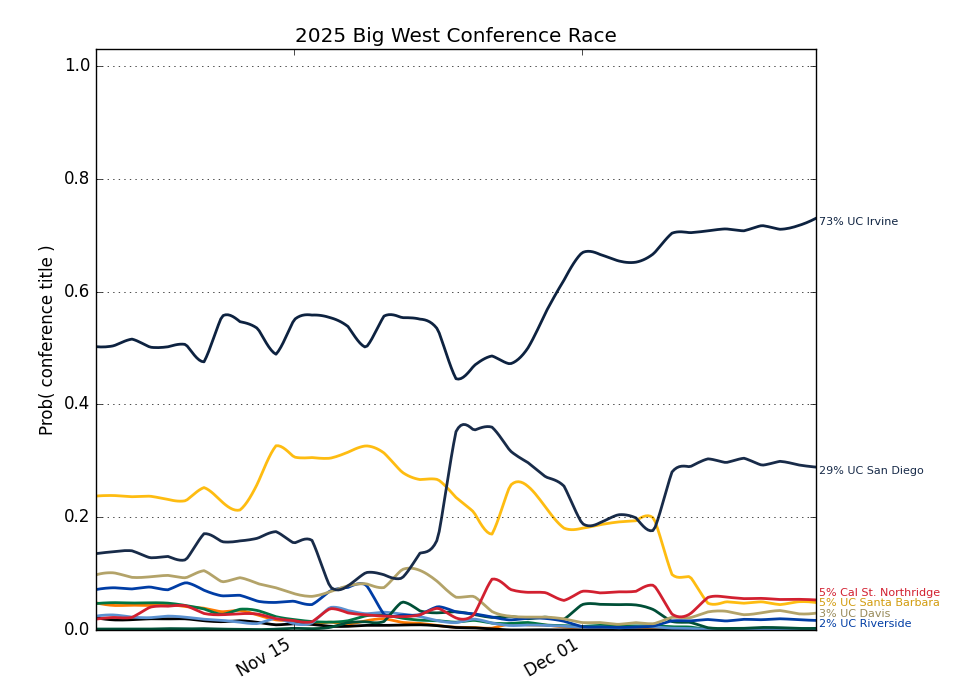 2025 Big West Conference Race
Prob( conference title )
1.0
0.8
0.6
0.4
0.2
0.0
Nov 15
Dec 01
73% UC Irvine
29% UC San Diego
5% Cal St. Northridge
5% UC Santa Barbara
3% UC Davis
2% UC Riverside